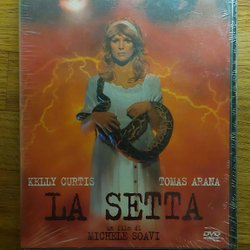 KELLY CURTIS TOMAS ARANA
LA SETTA
un film di
MICHELE SOAVI
DVD